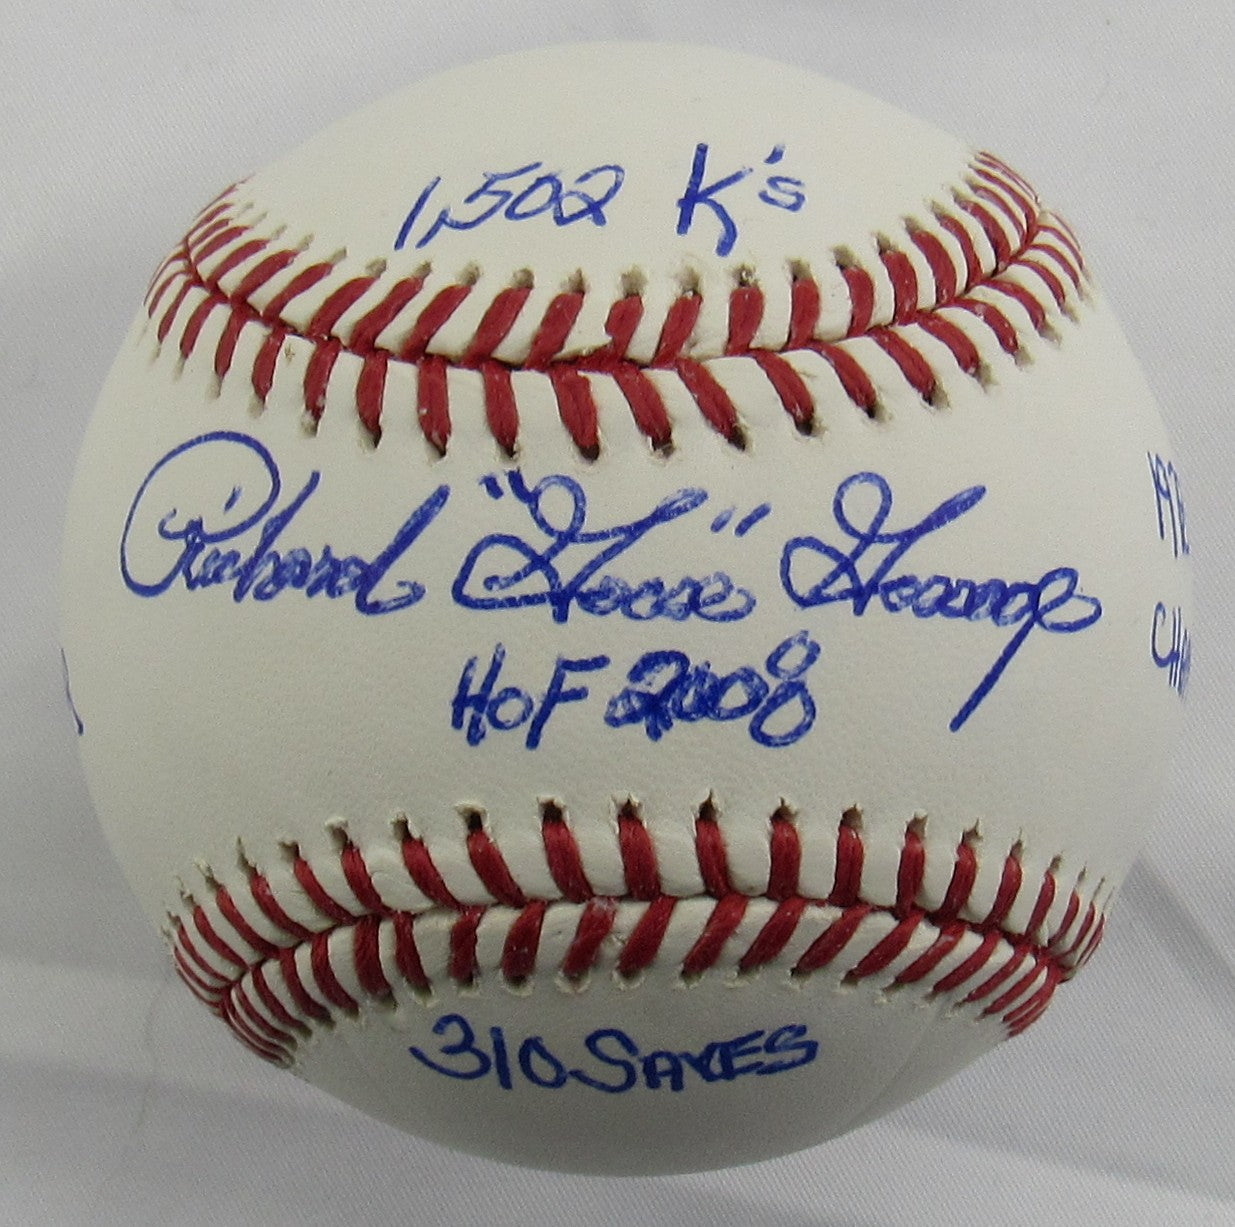 1,502 K's
Richard "Goose" Gossage
HOF 2008
310 SAVES